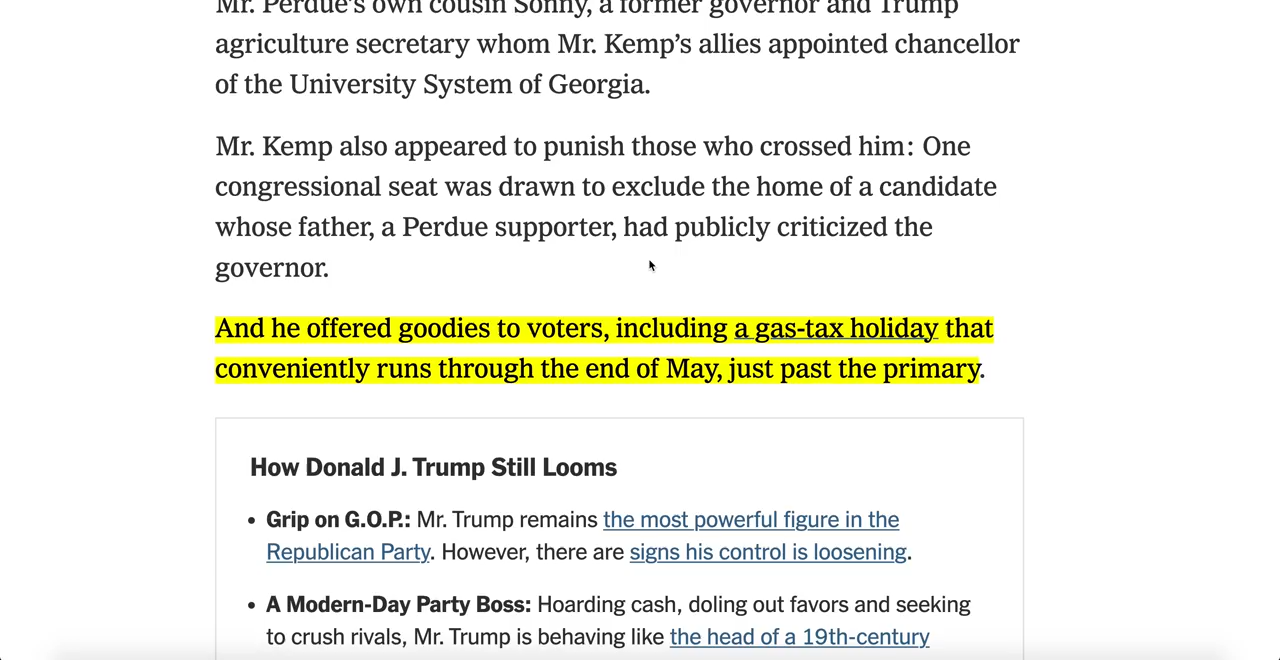 Mr. Perdue's own cousin Sonny, a former governor and Trump
agriculture secretary whom Mr. Kemp’s allies appointed chancellor
of the University System of Georgia.
Mr. Kemp also appeared to punish those who crossed him: One
congressional seat was drawn to exclude the home of a candidate
whose father, a Perdue supporter, had publicly criticized the
governor.
And he offered goodies to voters, including a gas-tax holiday that
conveniently runs through the end of May, just past the primary.
How Donald J. Trump Still Looms
• Grip on G.O.P.: Mr. Trump remains the most powerful figure in the
Republican Party. However, there are signs his control is loosening.
• A Modern-Day Party Boss: Hoarding cash, doling out favors and seeking
to crush rivals, Mr. Trump is behaving like the head of a 19th-century